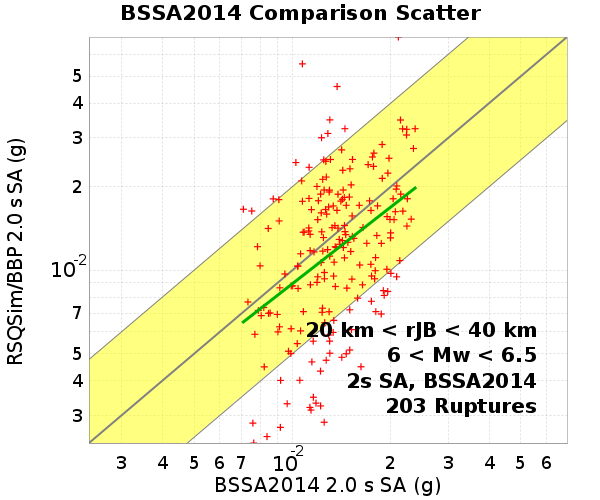 BSSA2014 Comparison Scatter
RSQSim/BBP 2.0 s SA (g)
5
4
3
2
10-2
7
5
4
3
20 km < rJB < 40 km
6 < Mw < 6.5
2s SA, BSSA2014
203 Ruptures
3 4 5 6 7 10-2 2 3 4 5 6
BSSA2014 2.0 s SA (g)